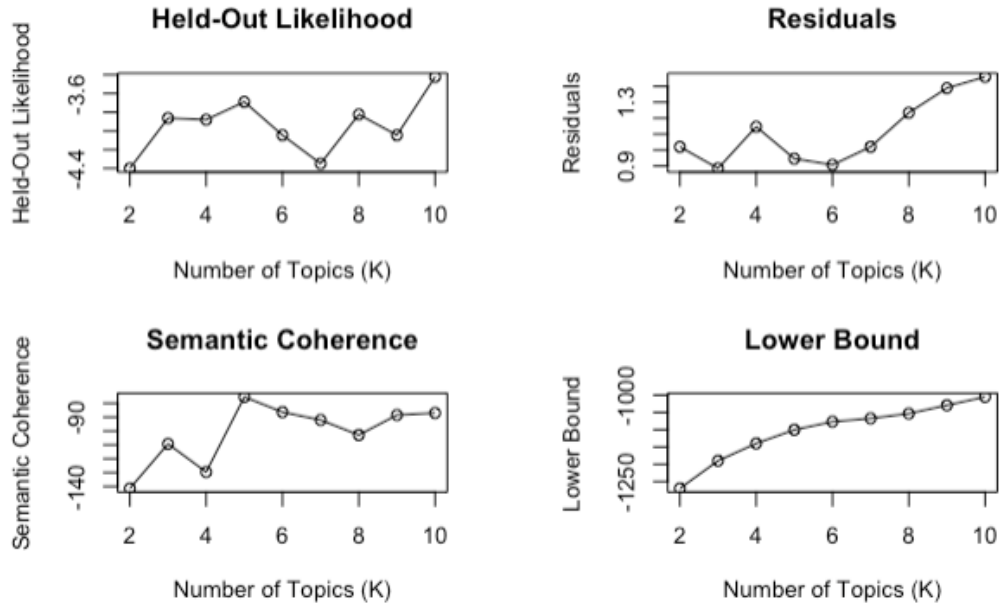 Held-Out Likelihood
Held-Out Likelihood
-3.6
-4.4
2 4 6 8 10
Number of Topics (K)
Residuals
Residuals
1.3
0.9
2 4 6 8 10
Number of Topics (K)
Semantic Coherence
Semantic Coherence
-90
-140
2 4 6 8 10
Number of Topics (K)
Lower Bound
Lower Bound
-1000
-1250
2 4 6 8 10
Number of Topics (K)